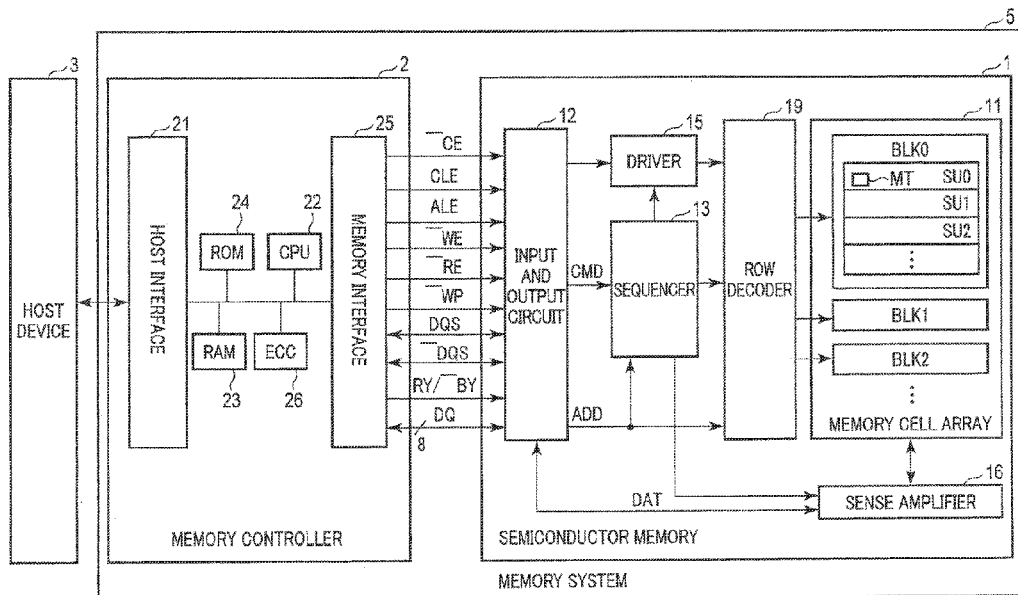 5
3
2
1
21
25
12
15
19
11
‾CE
CLE
ALE
‾WE
‾RE
‾WP
DQS
‾DQS
RY/‾BY
DQ
8
24
22
ROM
CPU
RAM
ECC
23
26
HOST
DEVICE
HOST INTERFACE
MEMORY INTERFACE
INPUT
AND
OUTPUT
CIRCUIT
DRIVER
13
CMD
SEQUENCER
ROW
DECODER
BLK0
MT
SU0
SU1
SU2
⋮
BLK1
BLK2
⋮
MEMORY CELL ARRAY
ADD
16
DAT
SENSE AMPLIFIER
MEMORY CONTROLLER
SEMICONDUCTOR MEMORY
MEMORY SYSTEM